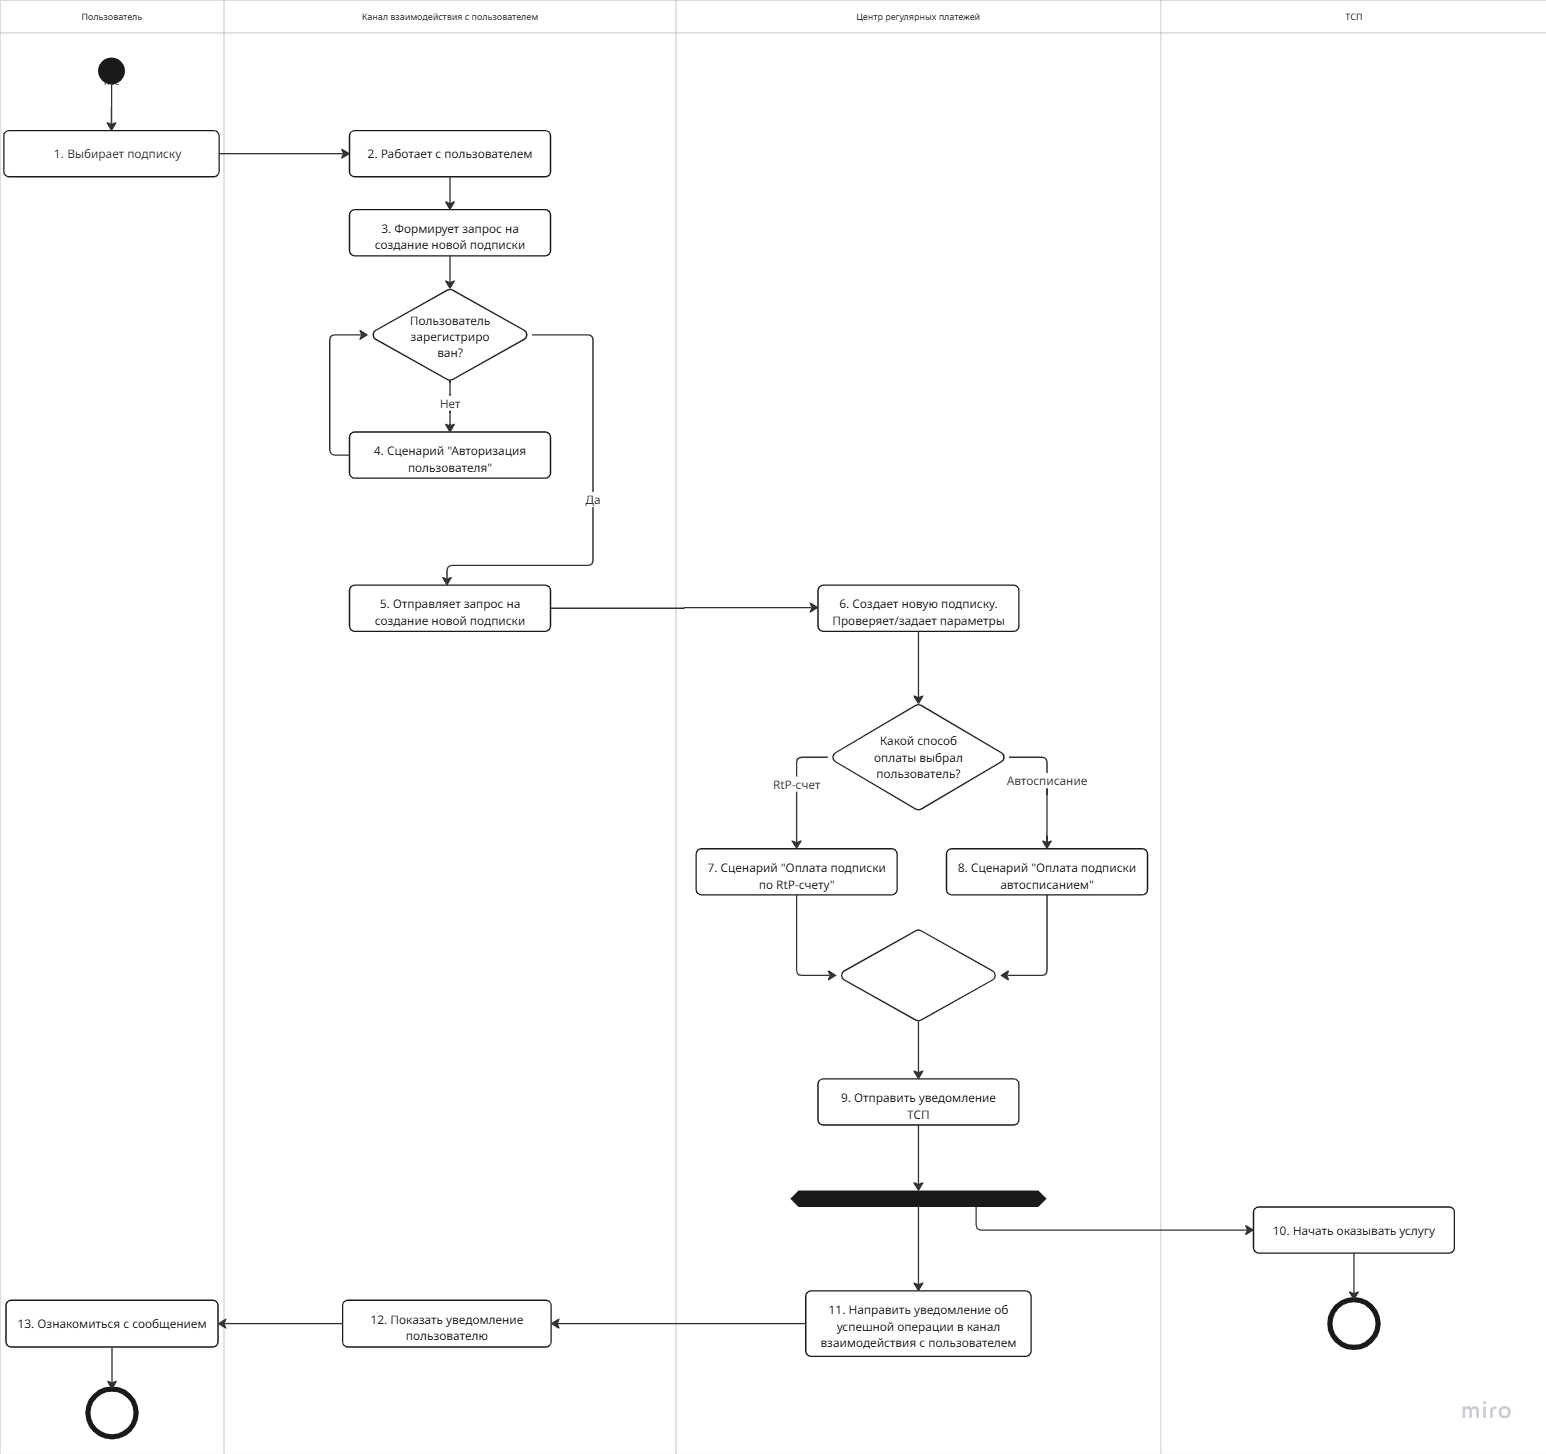 Пользователь
Канал взаимодействия с пользователем
Центр регулярных платежей
ТСП
1. Выбирает подписку
2. Работает с пользователем
3. Формирует запрос на
создание новой подписки
Пользователь
зарегистриро
ван?
Нет
4. Сценарий "Авторизация
пользователя"
Да
5. Отправляет запрос на
создание новой подписки
6. Создает новую подписку.
Проверяет/задает параметры
Какой способ
оплаты выбрал
пользователь?
RtP-счет
Автосписание
7. Сценарий "Оплата подписки
по RtP-счету"
8. Сценарий "Оплата подписки
автосписанием"
9. Отправить уведомление
ТСП
10. Начать оказывать услугу
11. Направить уведомление об
успешной операции в канал
взаимодействия с пользователем
12. Показать уведомление
пользователю
13. Ознакомиться с сообщением
miro